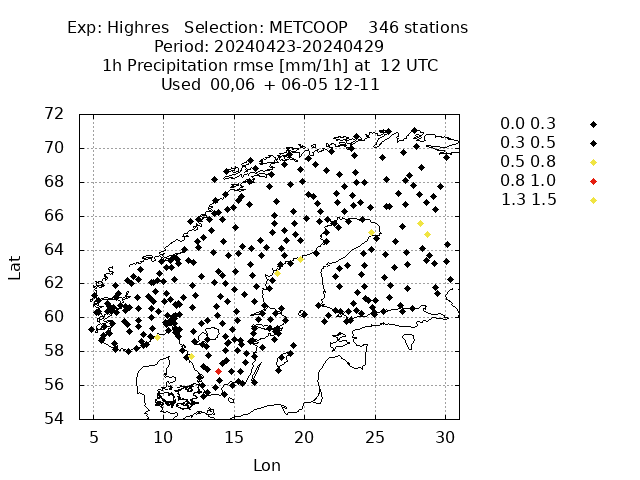 Exp: Highres   Selection: METCOOP    346 stations
Period: 20240423-20240429
1h Precipitation rmse [mm/1h] at  12 UTC
Used  00,06  + 06-05 12-11
72
70
68
66
64
62
60
58
56
54
Lat
5 10 15 20 25 30
Lon
0.0 0.3
0.3 0.5
0.5 0.8
0.8 1.0
1.3 1.5